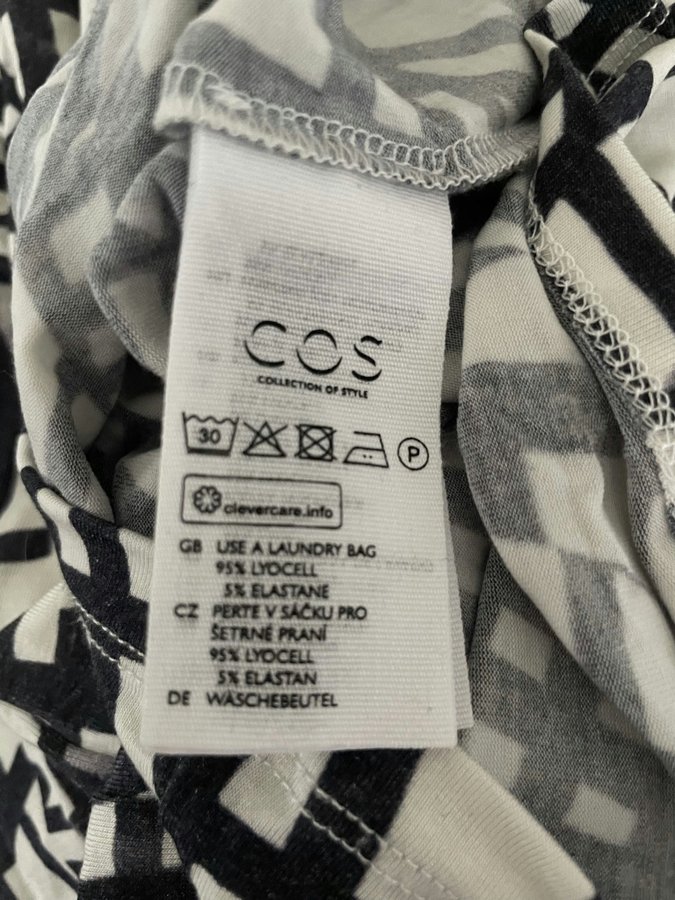 COS
COLLECTION OF STYLE
30
P
clevercare.info
GB USE A LAUNDRY BAG
95% LYOCELL
5% ELASTANE
CZ PERTE V SÁČKU PRO
ŠETRNÉ PRANÍ
95% LYOCELL
5% ELASTAN
DE WÄSCHEBEUTEL